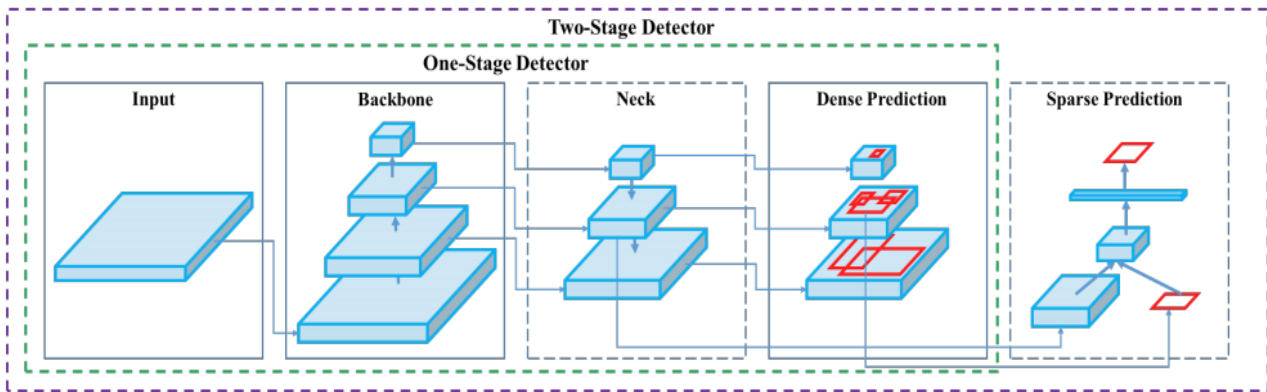 Two-Stage Detector
One-Stage Detector
Input
Backbone
Neck
Dense Prediction
Sparse Prediction